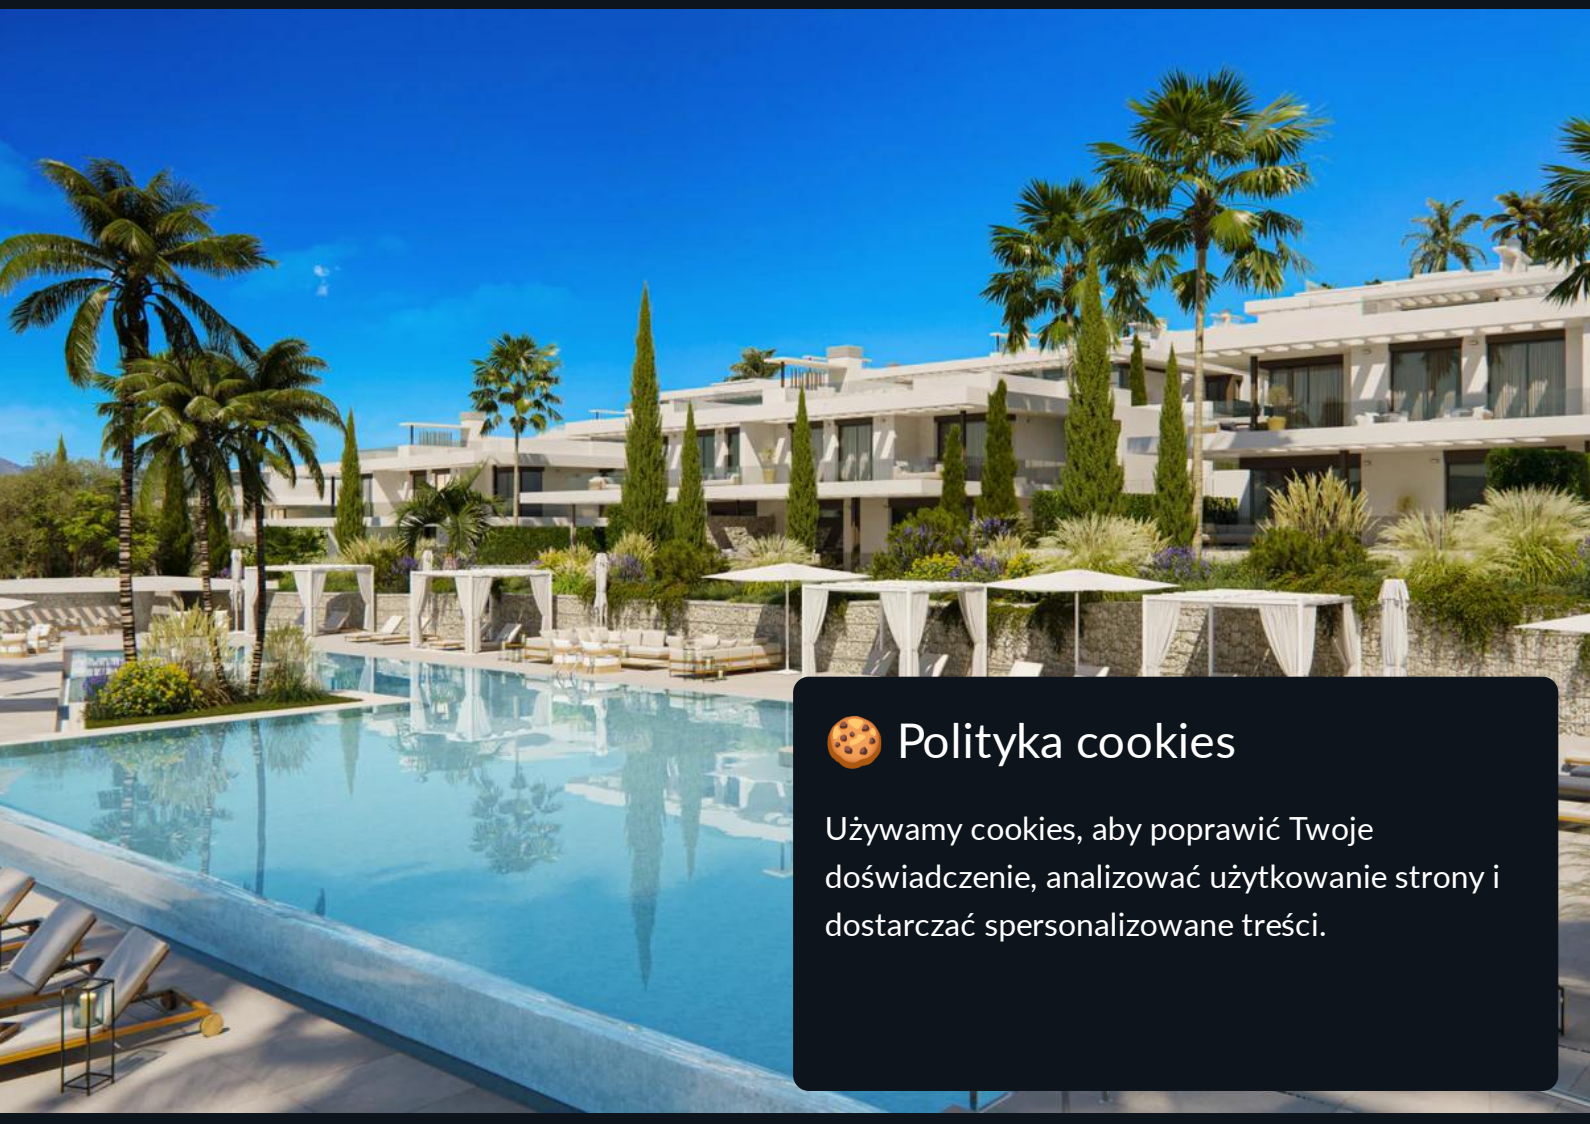 🍪 Polityka cookies
Używamy cookies, aby poprawić Twoje
doświadczenie, analizować użytkowanie strony i
dostarczać spersonalizowane treści.